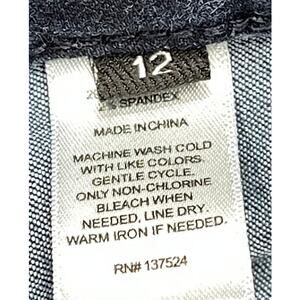 12
SPANDEX
MADE IN CHINA
MACHINE WASH COLD
WITH LIKE COLORS.
GENTLE CYCLE.
ONLY NON-CHLORINE
BLEACH WHEN
NEEDED, LINE DRY.
WARM IRON IF NEEDED.
RN# 137524